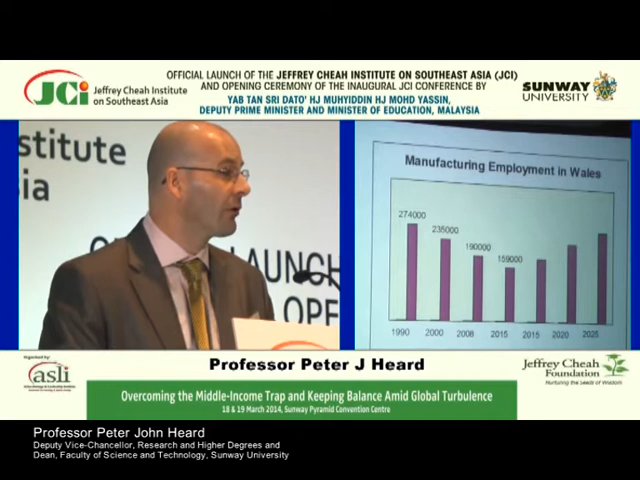 JCi Jeffrey Cheah Institute
on Southeast Asia
OFFICIAL LAUNCH OF THE JEFFREY CHEAH INSTITUTE ON SOUTHEAST ASIA (JCI)
AND OPENING CEREMONY OF THE INAUGURAL JCI CONFERENCE BY
YAB TAN SRI DATO' HJ MUHYIDDIN HJ MOHD YASSIN,
DEPUTY PRIME MINISTER AND MINISTER OF EDUCATION, MALAYSIA
SUNWAY
UNIVERSITY
stitute
ia
LAUNCH
OPE
Manufacturing Employment in Wales
274000
235000
190000
159000
1990 2000 2008 2015 2015 2020 2025
Organised by:
asli
Professor Peter J Heard
Jeffrey Cheah
Foundation
Nurturing the Seeds of Wisdom
Overcoming the Middle-Income Trap and Keeping Balance Amid Global Turbulence
18 & 19 March 2014, Sunway Pyramid Convention Centre
Professor Peter John Heard
Deputy Vice-Chancellor, Research and Higher Degrees and
Dean, Faculty of Science and Technology, Sunway University